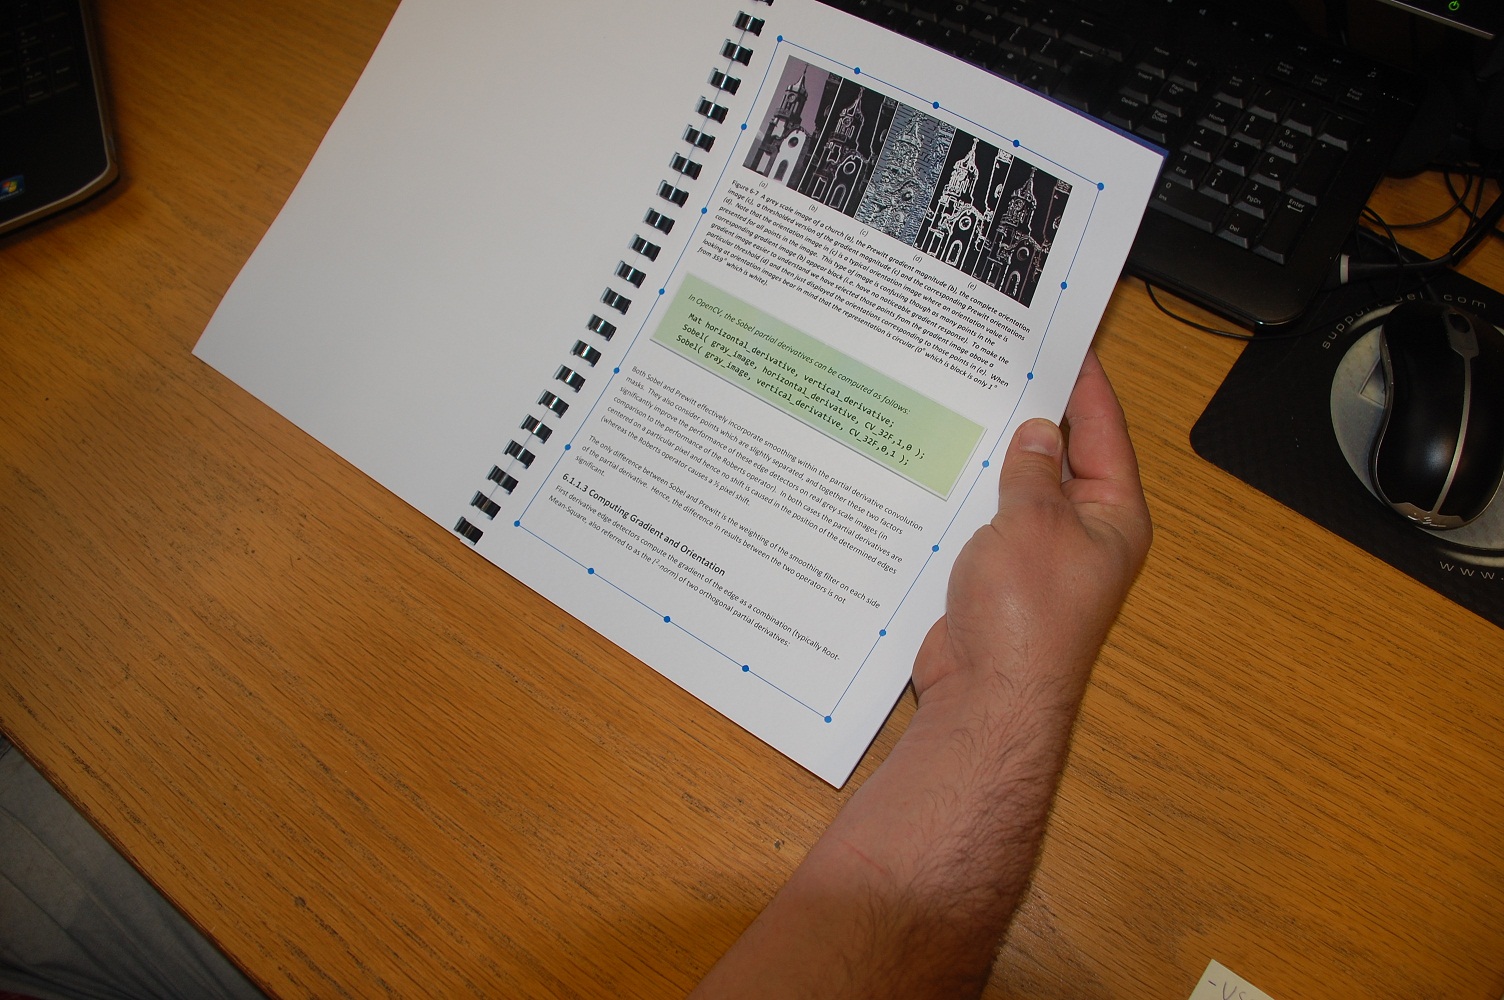 (a)
(b)
(c)
(d)
(e)
Figure 6-7 A grey scale image of a church (a), the Prewitt gradient magnitude (b), the complete orientation
image (c), a thresholded version of the gradient magnitude (c) and the corresponding Prewitt orientations
(d). Note that the orientation image in (c) is a typical orientation image where an orientation value is
presented for all points in the image. This type of image is confusing though as many points in the
corresponding gradient image (b) appear black (i.e. have no noticeable gradient response). To make the
gradient image easier to understand we have selected those points from the gradient image above a
particular threshold (d) and then just displayed the orientations corresponding to those points in (e). When
looking at orientation images bear in mind that the representation is circular (0° which is black is only 1°
from 359° which is white).
In OpenCV, the Sobel partial derivatives can be computed as follows:
Mat horizontal_derivative, vertical_derivative;
Sobel( gray_image, horizontal_derivative, CV_32F,1,0 );
Sobel( gray_image, vertical_derivative, CV_32F,0,1 );
Both Sobel and Prewitt effectively incorporate smoothing within the partial derivative convolution
masks. They also consider points which are slightly separated, and together these two factors
significantly improve the performance of these edge detectors on real grey scale images (in
comparison to the performance of the Roberts operator). In both cases the partial derivatives are
centered on a particular pixel and hence no shift is caused in the position of the determined edges
(whereas the Roberts operator causes a ½ pixel shift.
The only difference between Sobel and Prewitt is the weighting of the smoothing filter on each side
of the partial derivative. Hence, the difference in results between the two operators is not
significant.
6.1.1.3 Computing Gradient and Orientation
First derivative edge detectors compute the gradient of the edge as a combination (typically Root-
Mean-Square, also referred to as the l²-norm) of two orthogonal partial derivatives:
Home
End
Delete
Enter
Del
www.